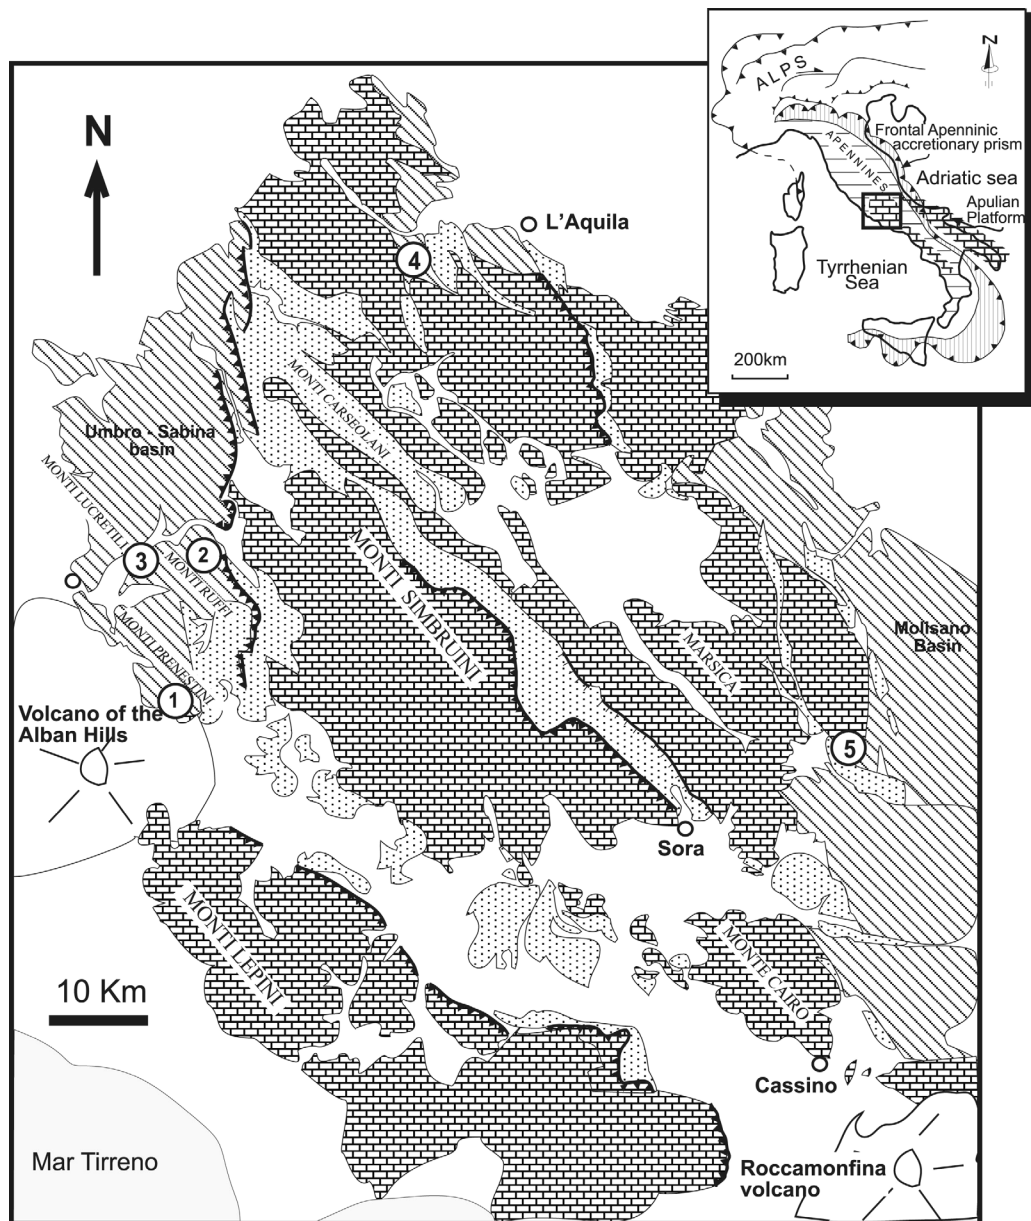 N
ALPS
APENNINES
Frontal Apenninic
accretionary prism
Adriatic sea
Apulian
Platform
Tyrrhenian
Sea
200km
N
L'Aquila
4
MONTI CARSEOLANI
Umbro - Sabina
basin
MONTI LUCRETILI
3
2
MONTI RUFFI
MONTI SIMBRUINI
MONTI PRENESTINI
1
MARSICA
Molisano
Basin
5
Volcano of the
Alban Hills
Sora
MONTI LEPINI
MONTE CAIRO
10 Km
Cassino
Mar Tirreno
Roccamonfina
volcano